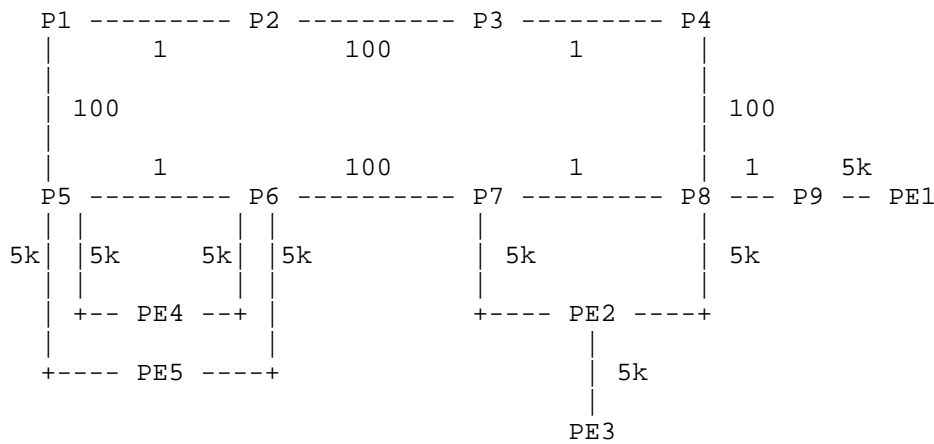 P1 --------- P2 ----------- P3 --------- P4
| 1 100 1 |
|                                        |
| 100                                    | 100
|                                        |
| 1 100 1 | 1 5k
P5 --------- P6 ----------- P7 --------- P8 --- P9 -- PE1
| | | | | |
5k| |5k 5k| |5k | 5k | 5k
| | | | | |
| +-- PE4 --+ | +---- PE2 ----+
| | |
+---- PE5 ----+ | 5k
|
PE3